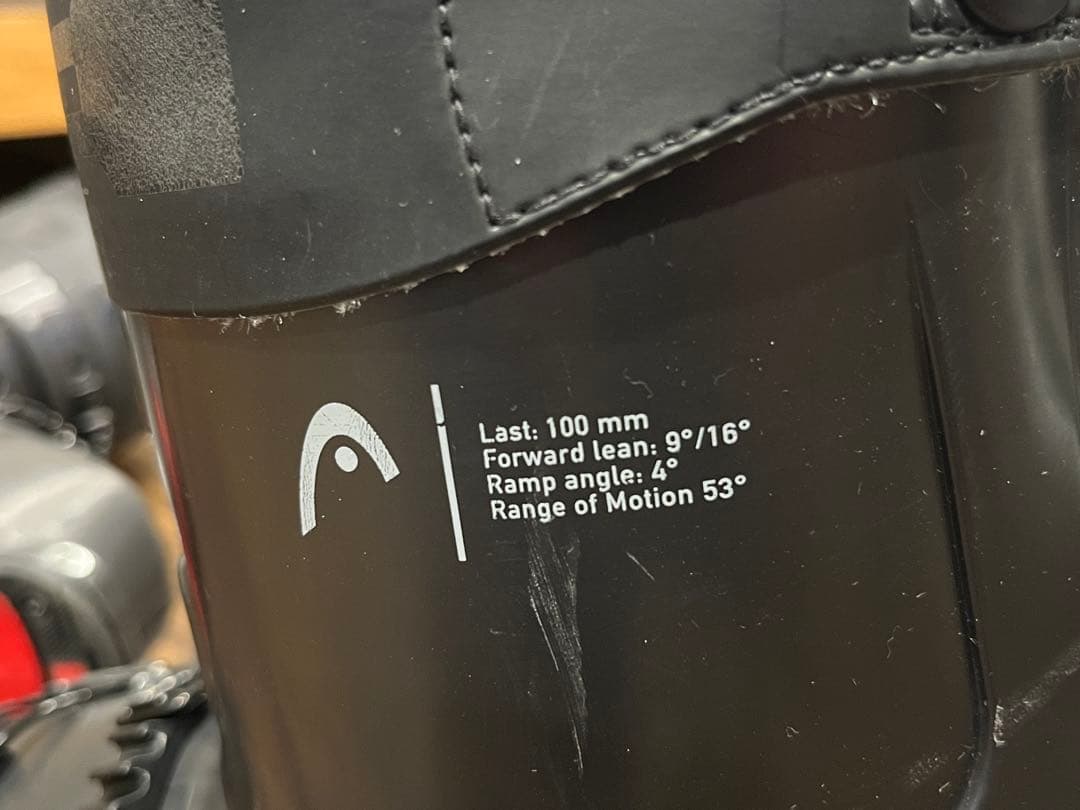 Last: 100 mm
Forward lean: 9°/16°
Ramp angle: 4°
Range of Motion 53°